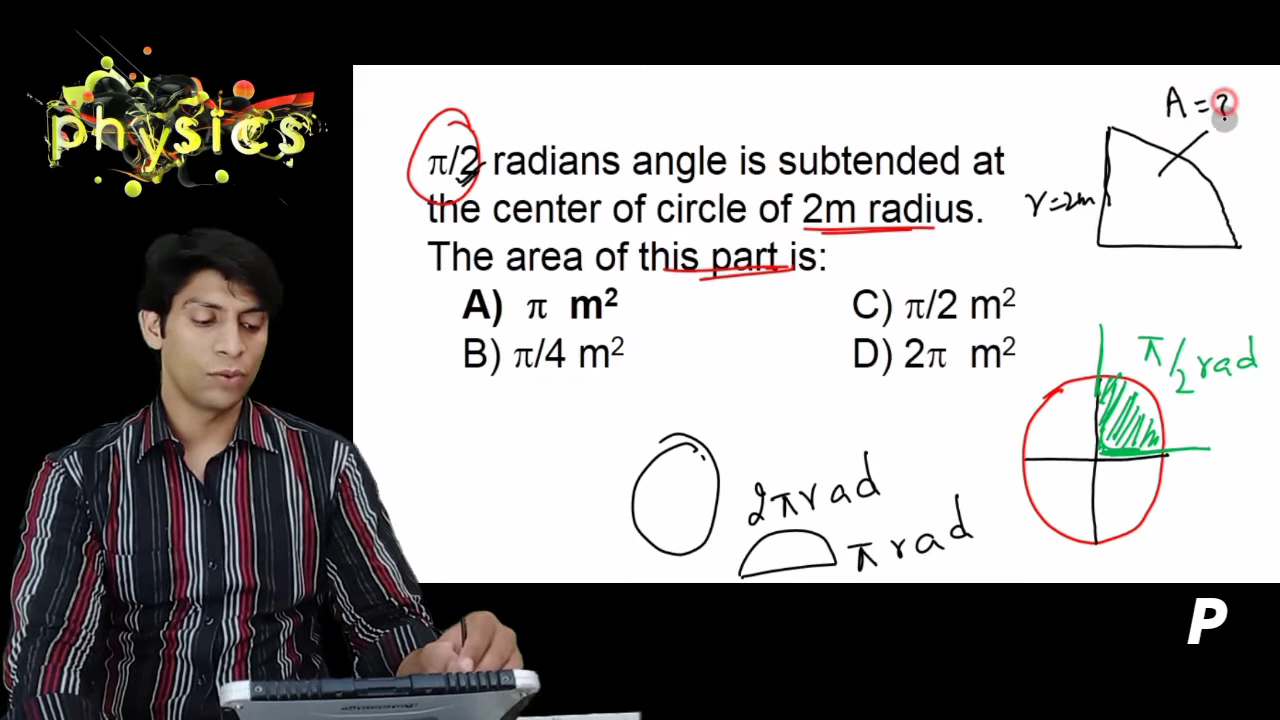 physics
π/2 radians angle is subtended at
the center of circle of 2m radius.
The area of this part is:
A) π m²
C) π/2 m²
B) π/4 m²
D) 2π m²
A = ?
r=2m
π/2 rad
2π rad
π rad
P